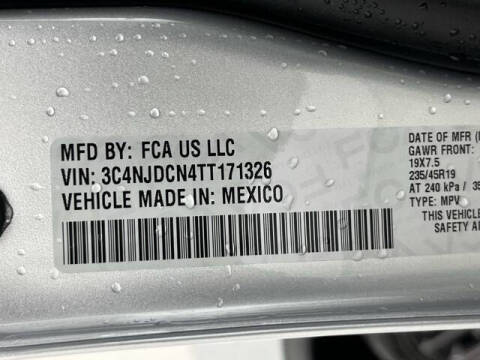 MFD BY: FCA US LLC
VIN: 3C4NJDCN4TT171326
VEHICLE MADE IN: MEXICO
DATE OF MFR
GAWR FRONT:
19X7.5
235/45R19
AT 240 kPa /
TYPE: MPV
THIS VEHICLE
SAFETY